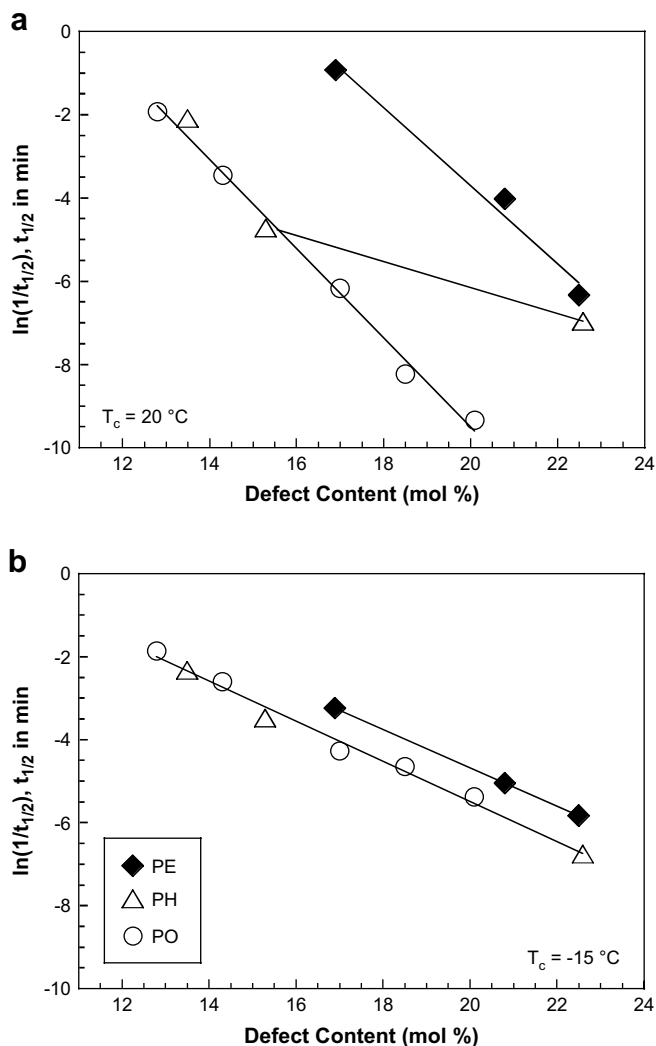 a
0
-2
-4
-6
-8
-10
ln(1/t1/2), t1/2 in min
Tc = 20 °C
12 14 16 18 20 22 24
Defect Content (mol %)
b
0
-2
-4
-6
-8
-10
ln(1/t1/2), t1/2 in min
PE
PH
PO
Tc = -15 °C
12 14 16 18 20 22 24
Defect Content (mol %)